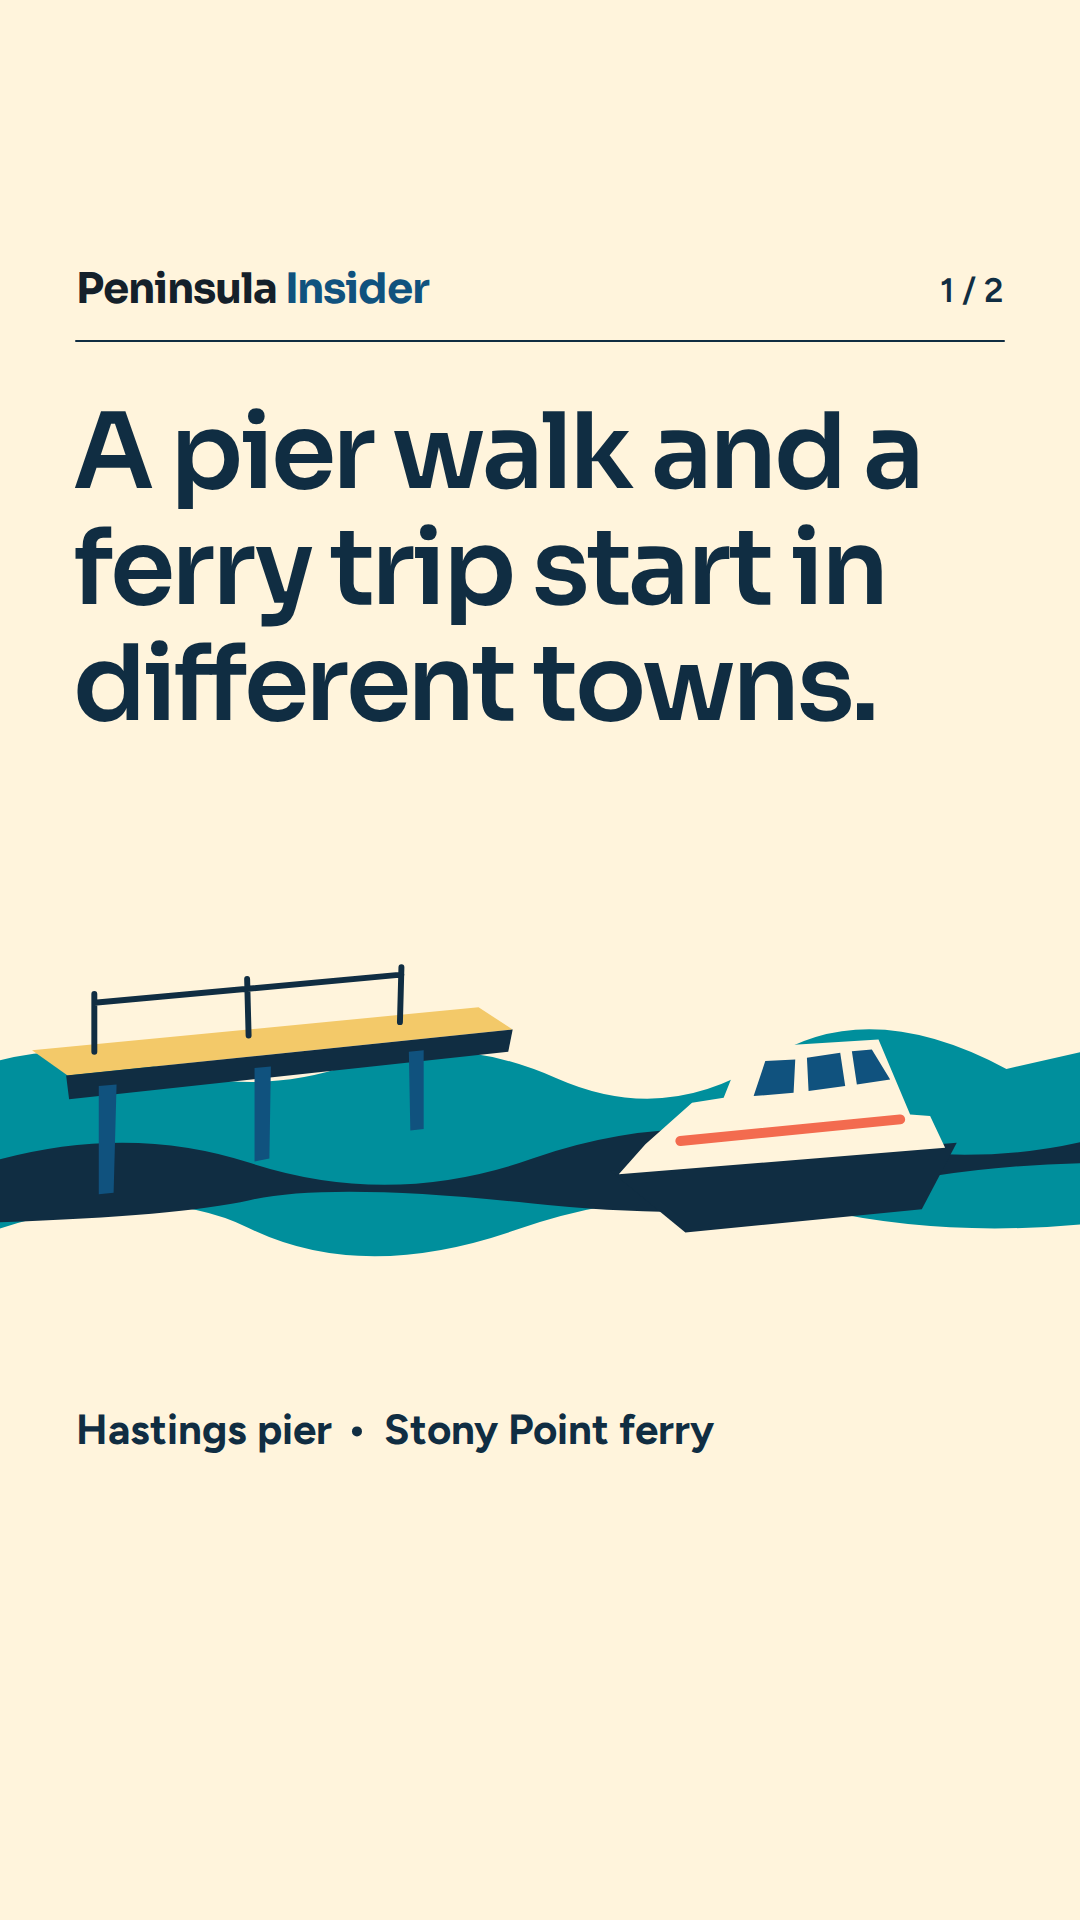 Peninsula Insider
1 / 2
A pier walk and a
ferry trip start in
different towns.
Hastings pier • Stony Point ferry